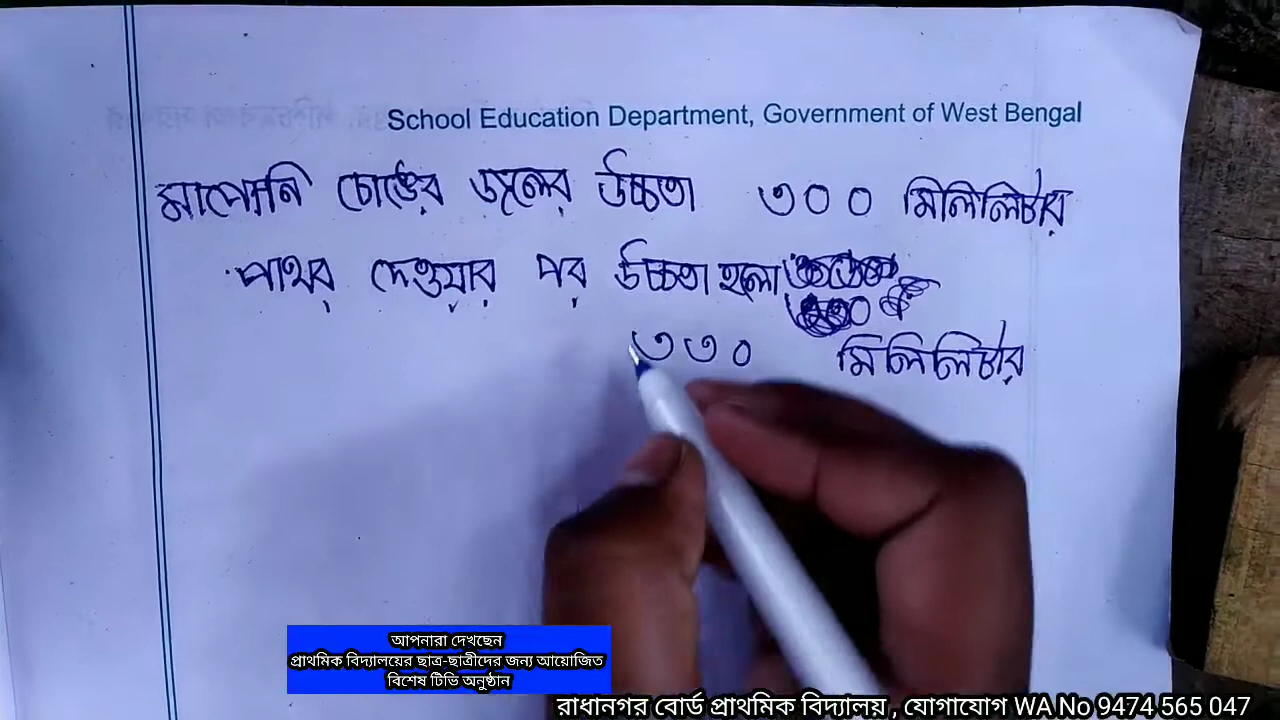 School Education Department, Government of West Bengal
মাপোনি চোঙের জলের উচ্চতা ৩০০ মিলিলিটার
পাথর দেওয়ার পর উচ্চতা হলো
৩৩০ মিলিলিটার
আপনারা দেখছেন
প্রাথমিক বিদ্যালয়ের ছাত্র-ছাত্রীদের জন্য আয়োজিত
বিশেষ টিভি অনুষ্ঠান
রাধানগর বোর্ড প্রাথমিক বিদ্যালয় , যোগাযোগ WA No 9474 565 047